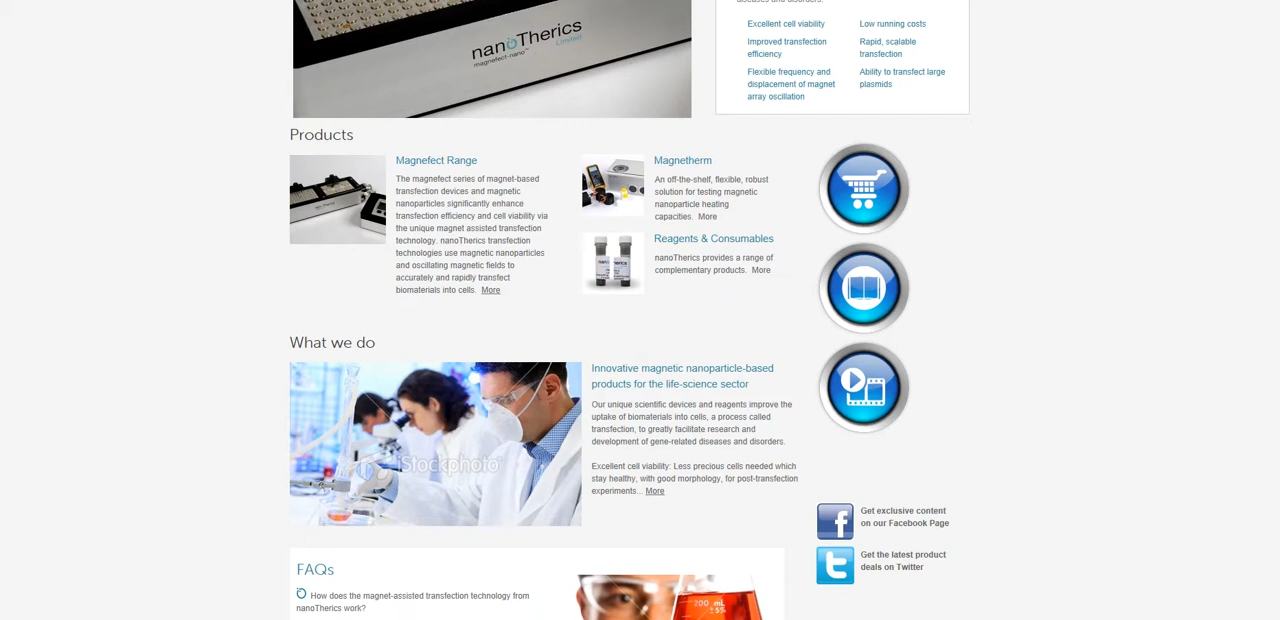 diseases and disorders.
nanoTherics
Limited
magnefect-nano™
Excellent cell viability
Improved transfection
efficiency
Flexible frequency and
displacement of magnet
array oscillation
Low running costs
Rapid, scalable
transfection
Ability to transfect large
plasmids
Products
Magnefect Range
The magnefect series of magnet-based
transfection devices and magnetic
nanoparticles significantly enhance
transfection efficiency and cell viability via
the unique magnet assisted transfection
technology. nanoTherics transfection
technologies use magnetic nanoparticles
and oscillating magnetic fields to
accurately and rapidly transfect
biomaterials into cells. More
Magnetherm
An off-the-shelf, flexible, robust
solution for testing magnetic
nanoparticle heating
capacities. More
Reagents & Consumables
nanoTherics provides a range of
complementary products. More
What we do
iStockphoto
Innovative magnetic nanoparticle-based
products for the life-science sector
Our unique scientific devices and reagents improve the
uptake of biomaterials into cells, a process called
transfection, to greatly facilitate research and
development of gene-related diseases and disorders.
Excellent cell viability: Less precious cells needed which
stay healthy, with good morphology, for post-transfection
experiments... More
Get exclusive content
on our Facebook Page
Get the latest product
deals on Twitter
FAQs
How does the magnet-assisted transfection technology from
nanoTherics work?
200 mL
±5%